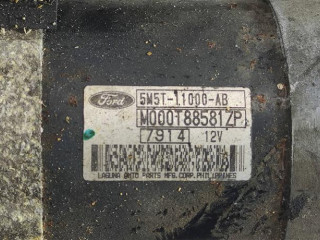 Ford
5M5T-11000-AB
M000T88581ZP
7914 12V
LAGUNA AUTO PARTS MFG.CORP.PHILIPPINES